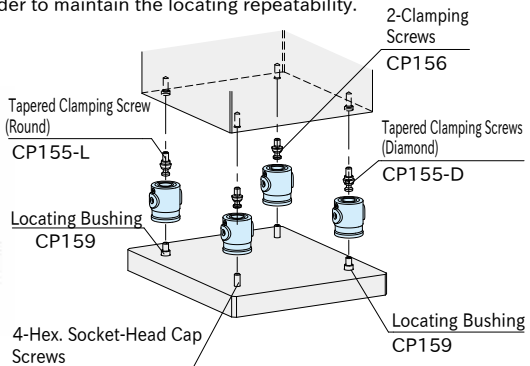 der to maintain the locating repeatability.
2-Clamping
Screws
CP156
Tapered Clamping Screw
(Round)
CP155-L
Tapered Clamping Screws
(Diamond)
CP155-D
Locating Bushing
CP159
Locating Bushing
CP159
4-Hex. Socket-Head Cap
Screws